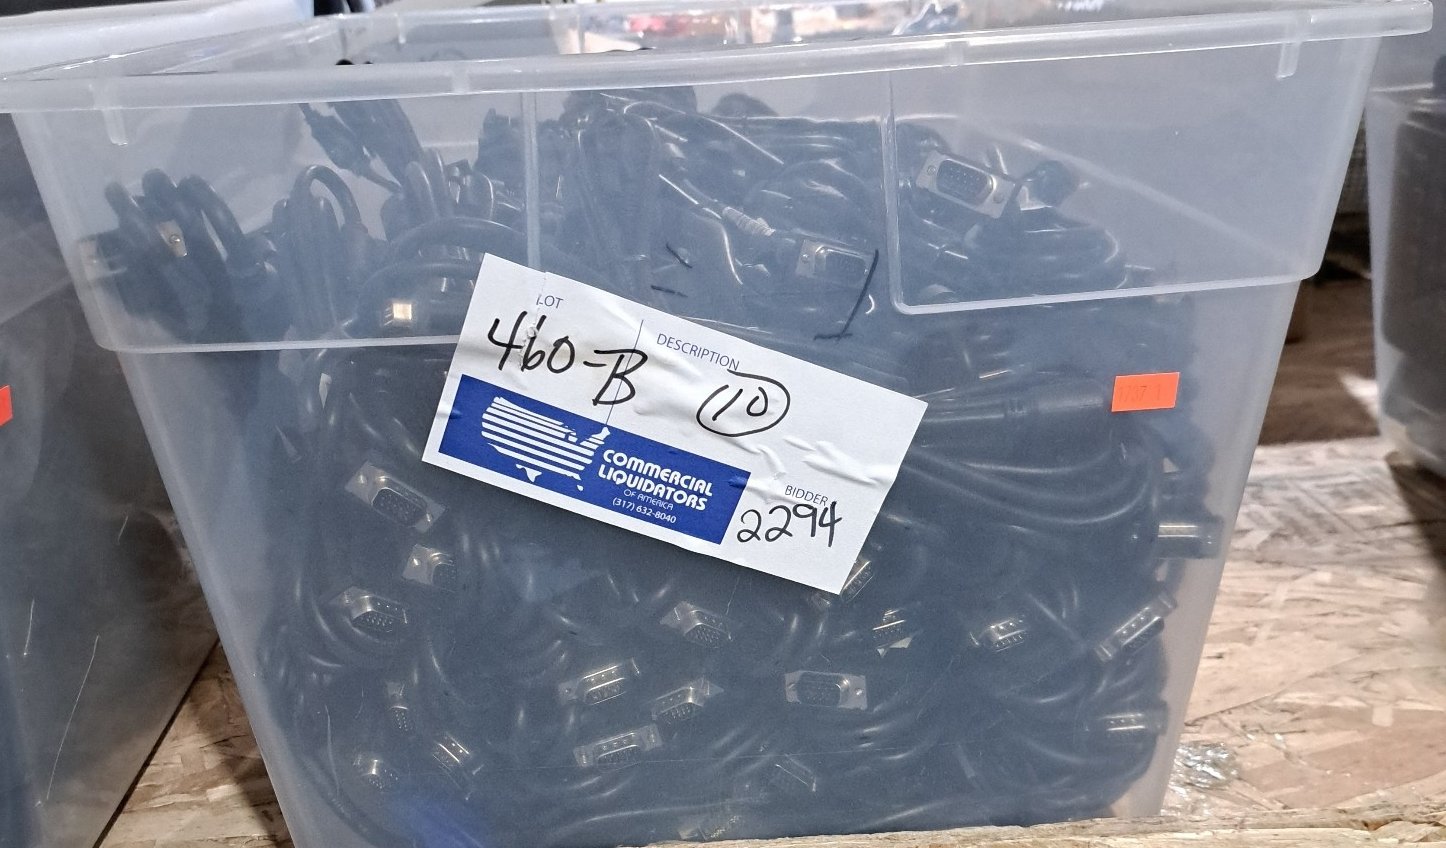 LOT
460-B
DESCRIPTION
10
COMMERCIAL
LIQUIDATORS
OF AMERICA
(317) 632-8040
BIDDER
2294